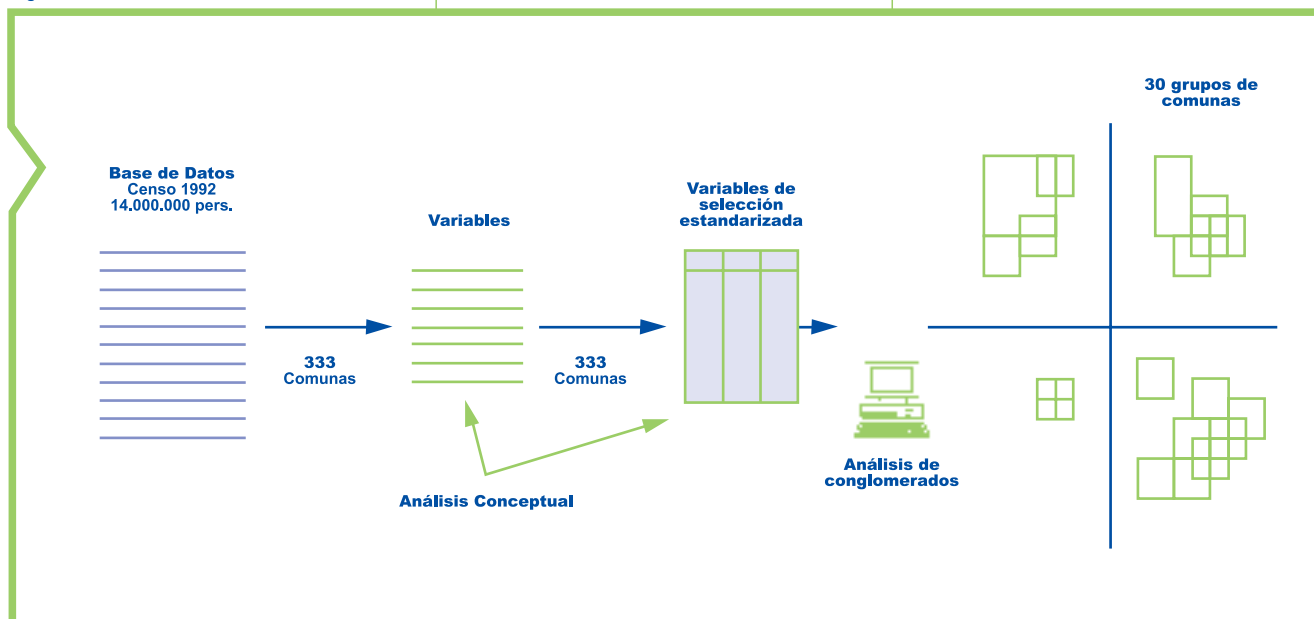 30 grupos de
comunas
Base de Datos
Censo 1992
14.000.000 pers.
Variables
Variables de
selección
estandarizada
333
Comunas
333
Comunas
Análisis Conceptual
Análisis de
conglomerados